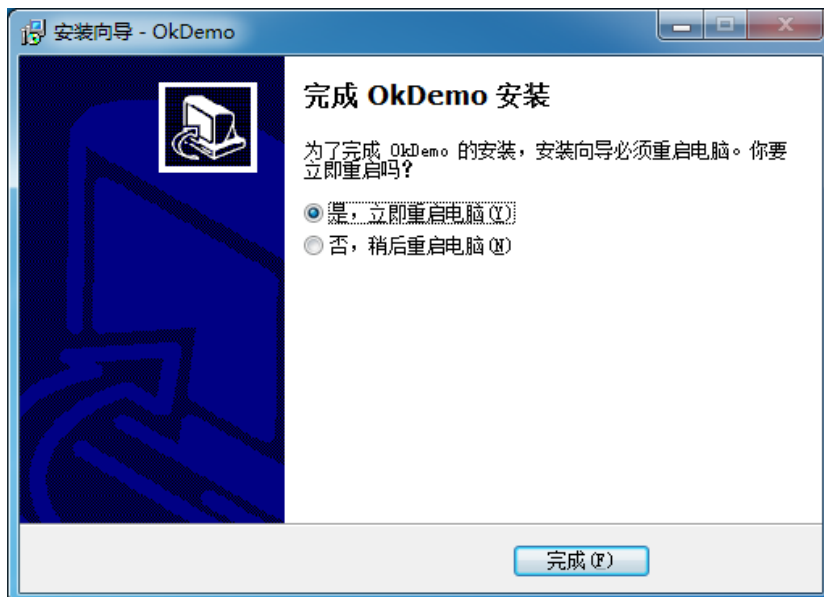 安装向导 - OkDemo
完成 OkDemo 安装
为了完成 OkDemo 的安装，安装向导必须重启电脑。你要
立即重启吗？
是，立即重启电脑(Y)
否，稍后重启电脑(N)
完成(F)